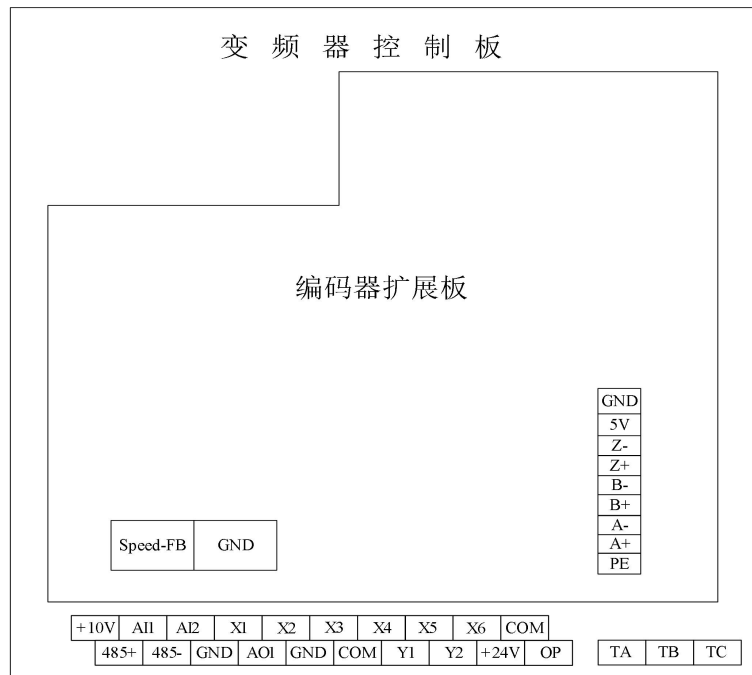 变频器控制板
编码器扩展板
GND
5V
Z-
Z+
B-
B+
A-
A+
PE
Speed-FB GND
+10V AI1 AI2 X1 X2 X3 X4 X5 X6 COM
485+ 485- GND AO1 GND COM Y1 Y2 +24V OP TA TB TC